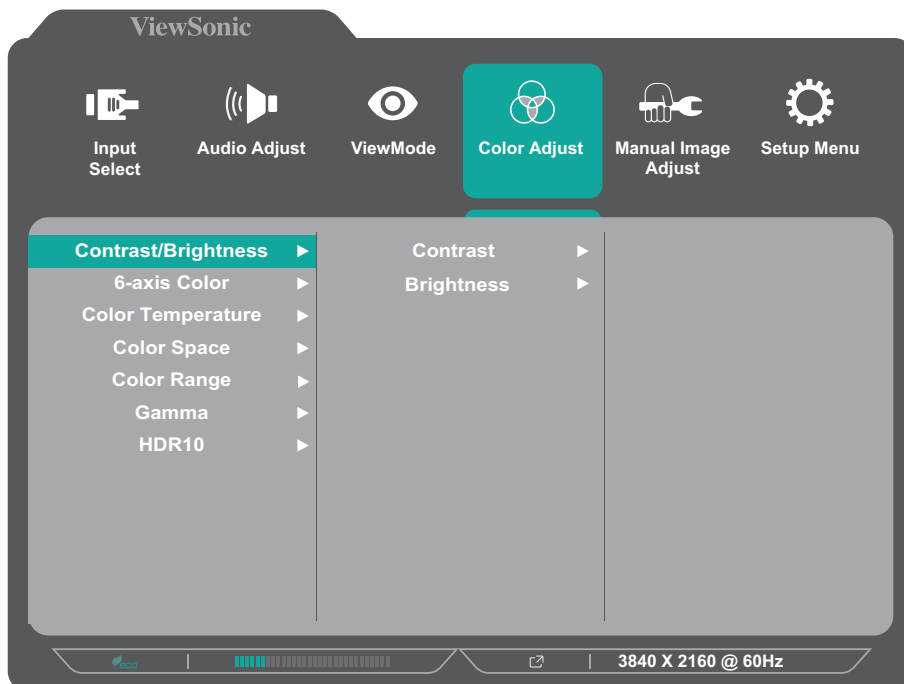 ViewSonic
Input
Select
Audio Adjust
ViewMode
Color Adjust
Manual Image
Adjust
Setup Menu
Contrast/Brightness
6-axis Color
Color Temperature
Color Space
Color Range
Gamma
HDR10
Contrast
Brightness
eco
3840 X 2160 @ 60Hz